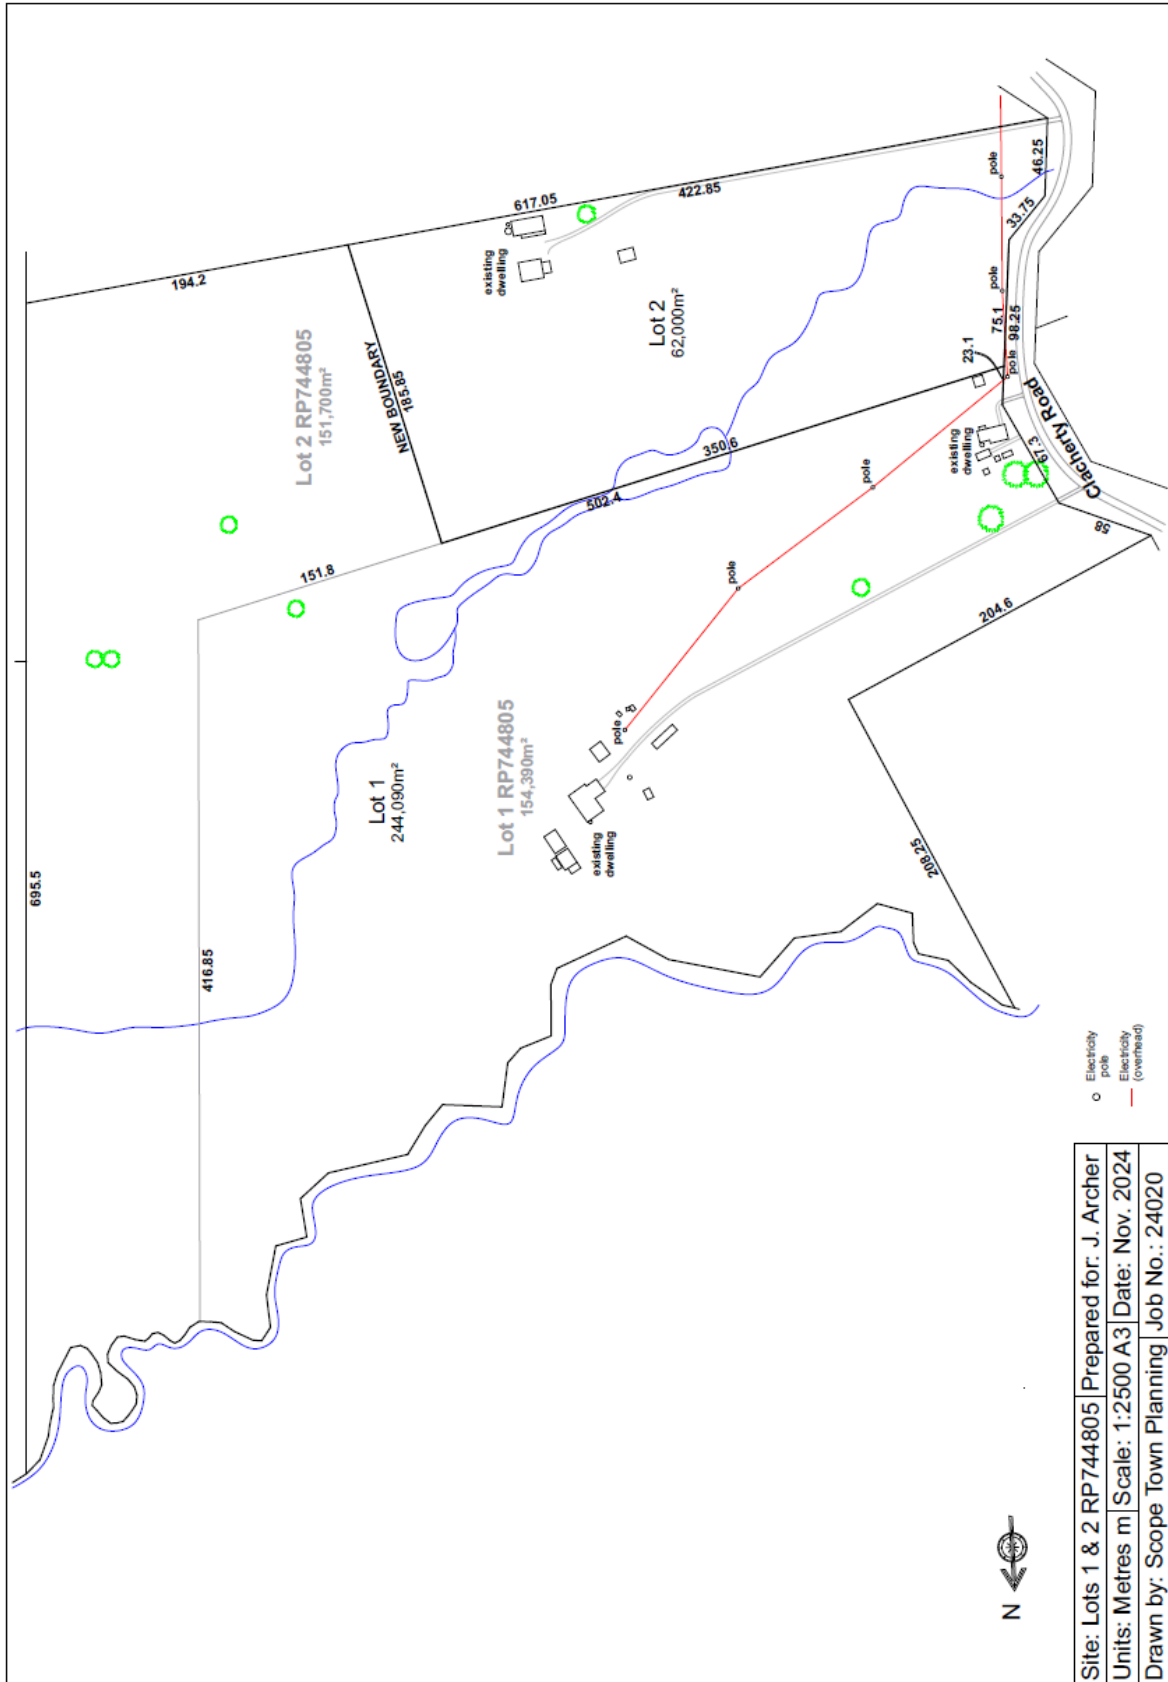 695.5
194.2
Lot 2 RP744805
151,700m²
617.05
existing
dwelling
422.85
Lot 2
62,000m²
NEW BOUNDARY
185.85
151.8
350.6
502.4
416.85
Lot 1
244,090m²
Lot 1 RP744805
154,390m²
existing
dwelling
pole
pole
pole
pole
pole
pole
46.25
33.75
75.1
98.25
23.1
existing
dwelling
67.3
Clacherty Road
58
204.6
208.25
Electricity
pole
Electricity
(overhead)
N
Site: Lots 1 & 2 RP744805 Prepared for: J. Archer
Units: Metres m Scale: 1:2500 A3 Date: Nov. 2024
Drawn by: Scope Town Planning Job No.: 24020